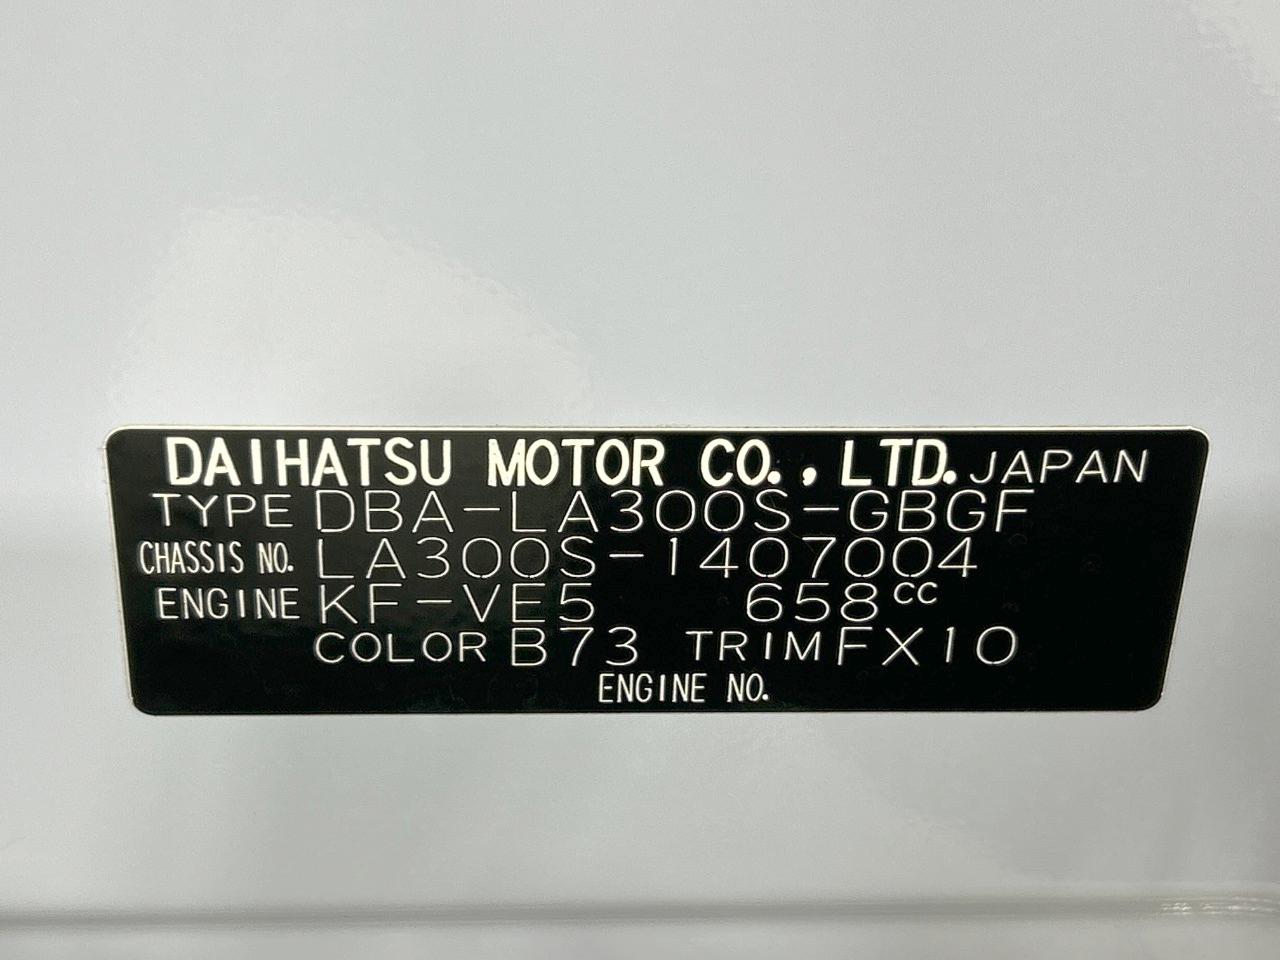 DAIHATSU MOTOR CO., LTD. JAPAN
TYPE DBA-LA300S-GBGF
CHASSIS NO. LA300S-1407004
ENGINE KF-VE5 658cc
COLOR B73 TRIM FX10
ENGINE NO.